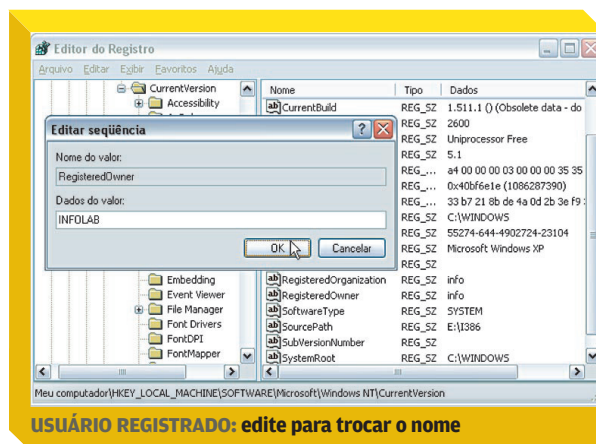 Editor do Registro
Arquivo Editar Exibir Favoritos Ajuda
CurrentVersion
Accessibility
Nome Tipo Dados
CurrentBuild REG_SZ 1.511.1 () (Obsolete data - do
REG_SZ 2600
REG_SZ Uniprocessor Free
REG_SZ 5.1
REG_... a4 00 00 00 03 00 00 00 35 35
REG_... 0x40bf6e1e (1086287390)
REG_... 33 b7 21 8b de 4a 0d 2b 3e f9
REG_SZ C:\WINDOWS
REG_SZ 55274-644-4902724-23104
REG_SZ Microsoft Windows XP
REG_SZ
Editar seqüência
Nome do valor:
RegisteredOwner
Dados do valor:
INFOLAB
OK Cancelar
Embedding
Event Viewer
File Manager
Font Drivers
FontDPI
FontMapper
RegisteredOrganization REG_SZ info
RegisteredOwner REG_SZ info
SoftwareType REG_SZ SYSTEM
SourcePath REG_SZ E:\I386
SubVersionNumber REG_SZ
SystemRoot REG_SZ C:\WINDOWS
Meu computador\HKEY_LOCAL_MACHINE\SOFTWARE\Microsoft\Windows NT\CurrentVersion
USUÁRIO REGISTRADO: edite para trocar o nome